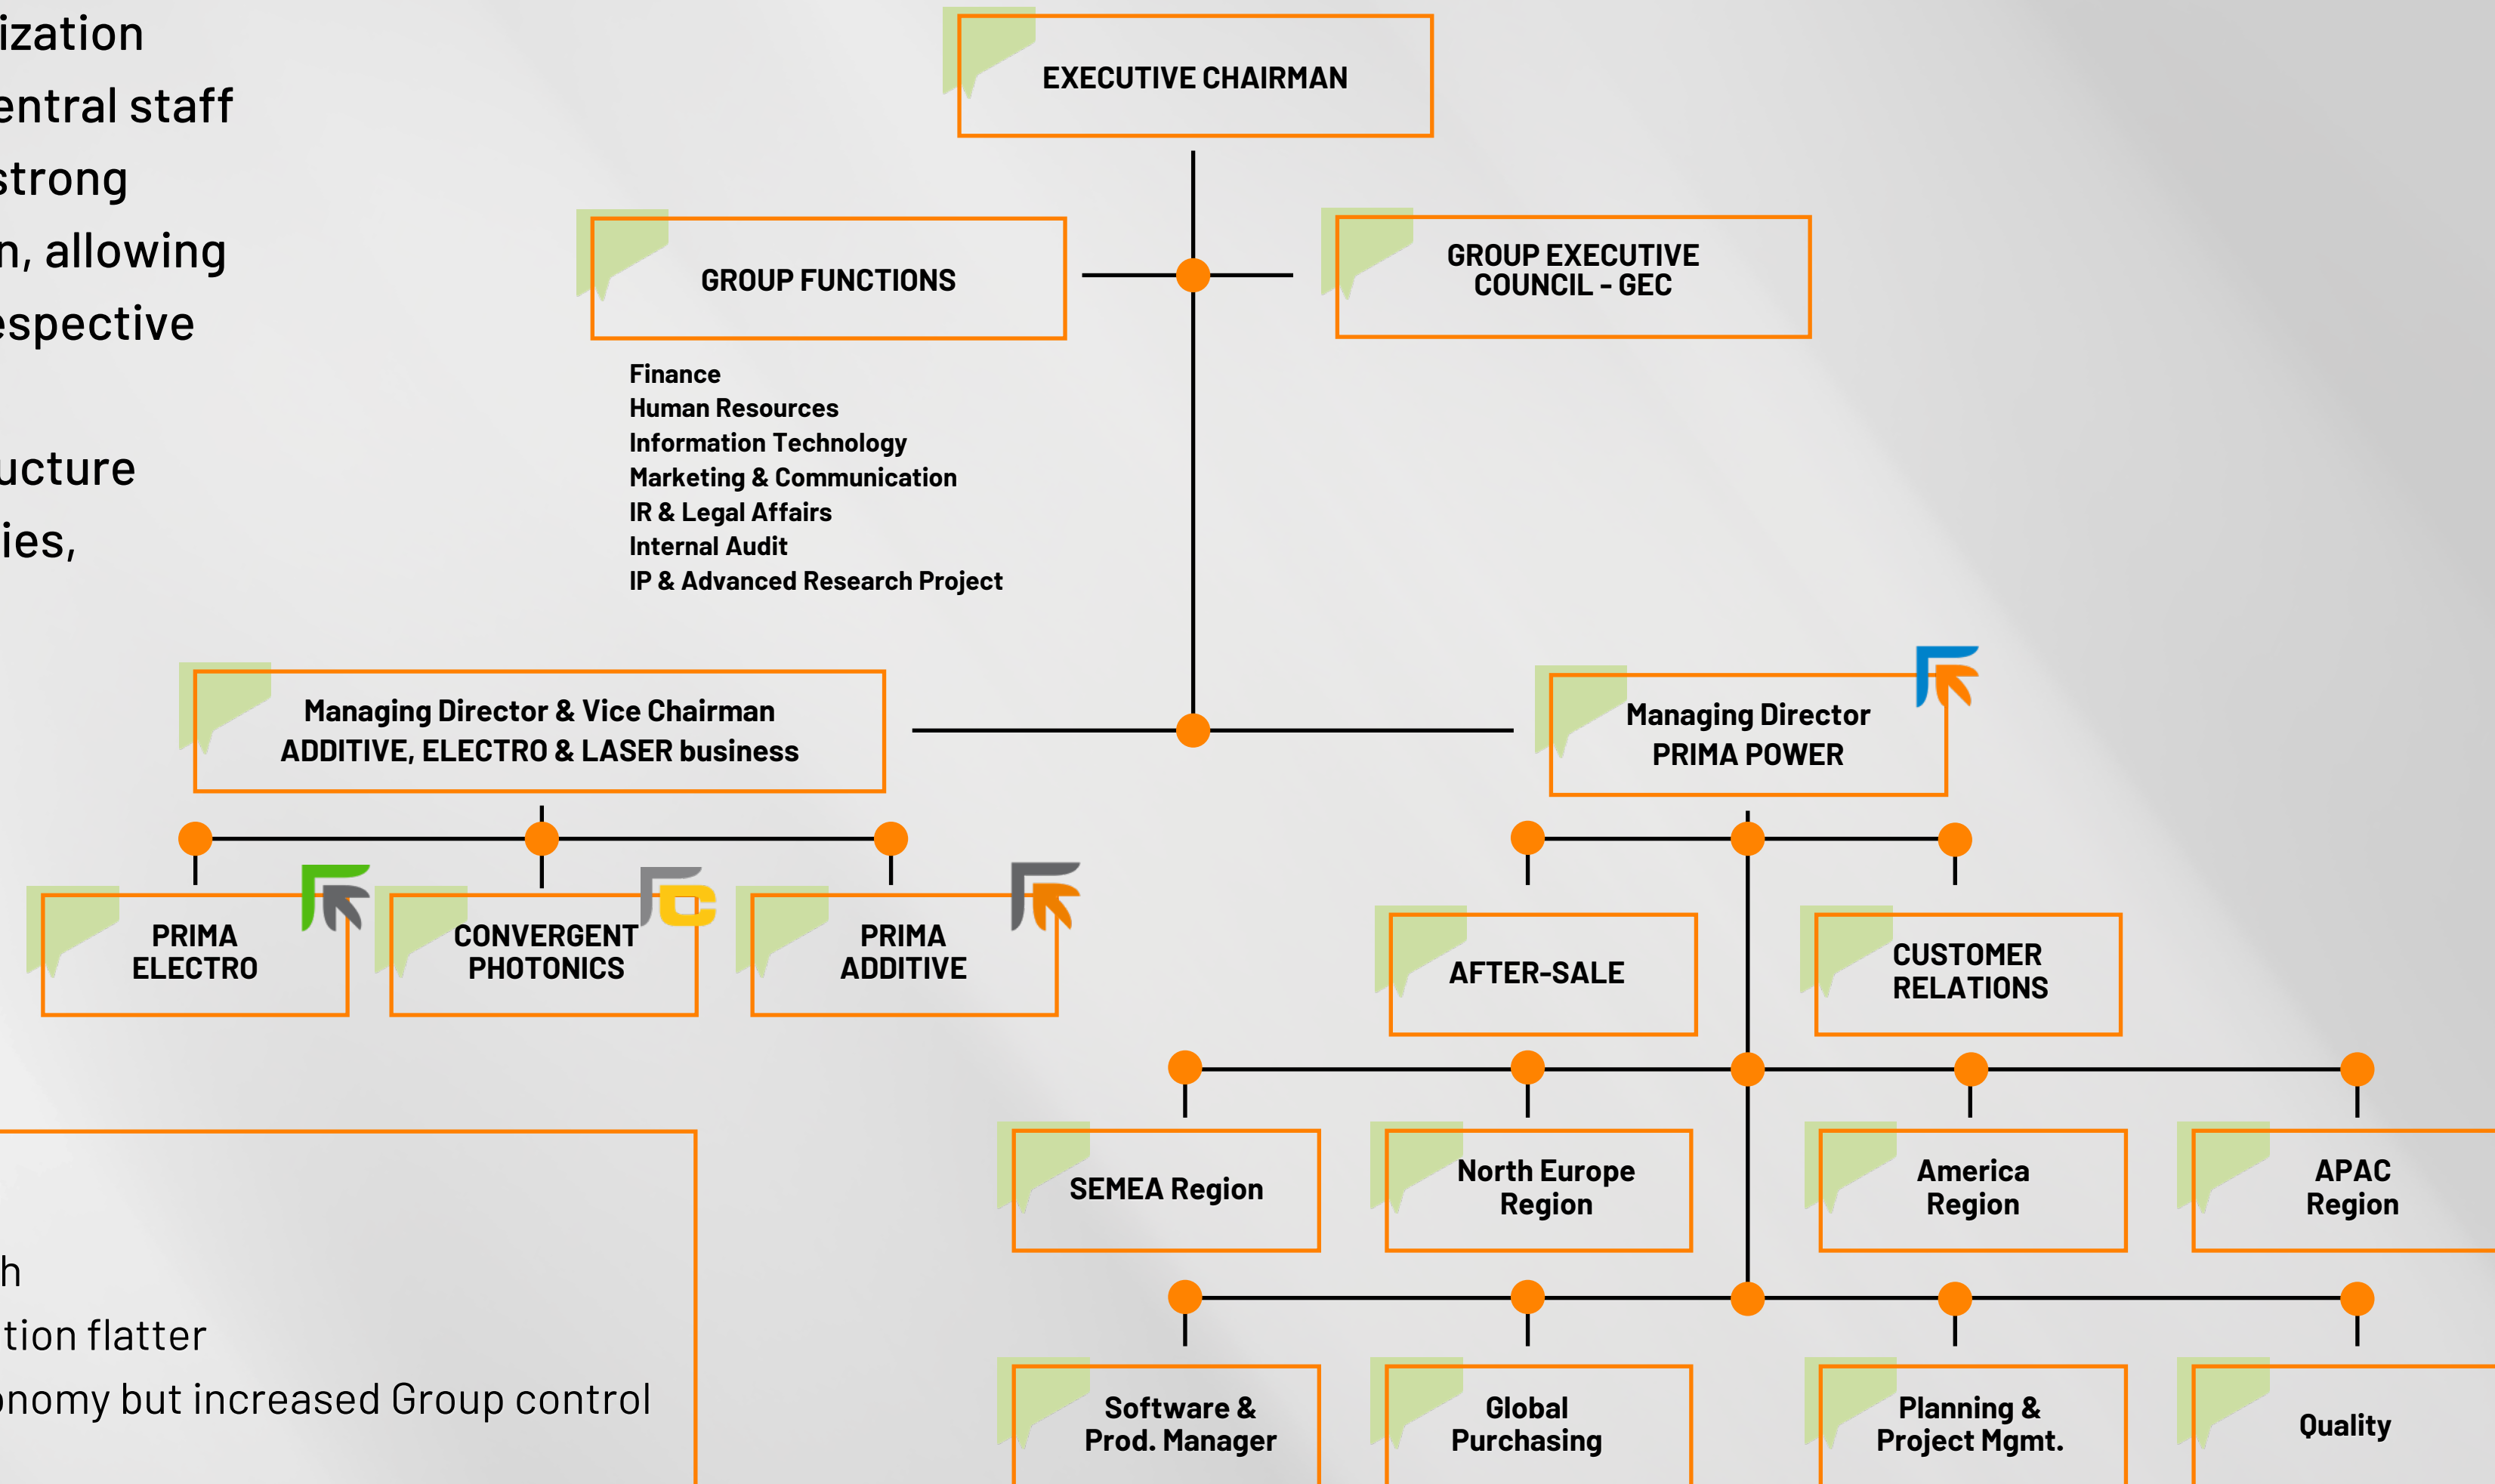 ization
entral staff
strong
n, allowing
espective
ucture
ies,
EXECUTIVE CHAIRMAN
GROUP FUNCTIONS
GROUP EXECUTIVE
COUNCIL - GEC
Finance
Human Resources
Information Technology
Marketing & Communication
IR & Legal Affairs
Internal Audit
IP & Advanced Research Project
Managing Director & Vice Chairman
ADDITIVE, ELECTRO & LASER business
Managing Director
PRIMA POWER
PRIMA
ELECTRO
CONVERGENT
PHOTONICS
PRIMA
ADDITIVE
AFTER-SALE
CUSTOMER
RELATIONS
SEMEA Region
North Europe
Region
America
Region
APAC
Region
Software &
Prod. Manager
Global
Purchasing
Planning &
Project Mgmt.
Quality
h
tion flatter
onomy but increased Group control